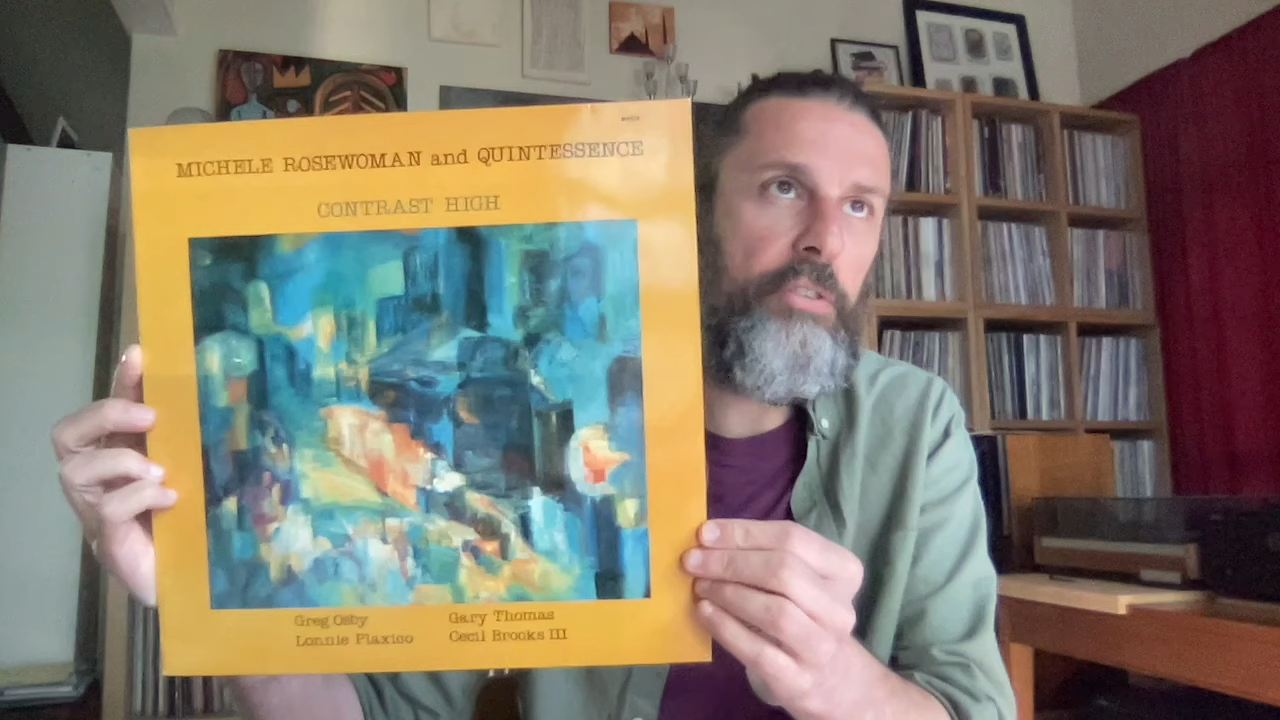 MICHELE ROSEWOMAN and QUINTESSENCE
CONTRAST HIGH
Greg Osby Gary Thomas
Lonnie Plaxico Cecil Brooks III